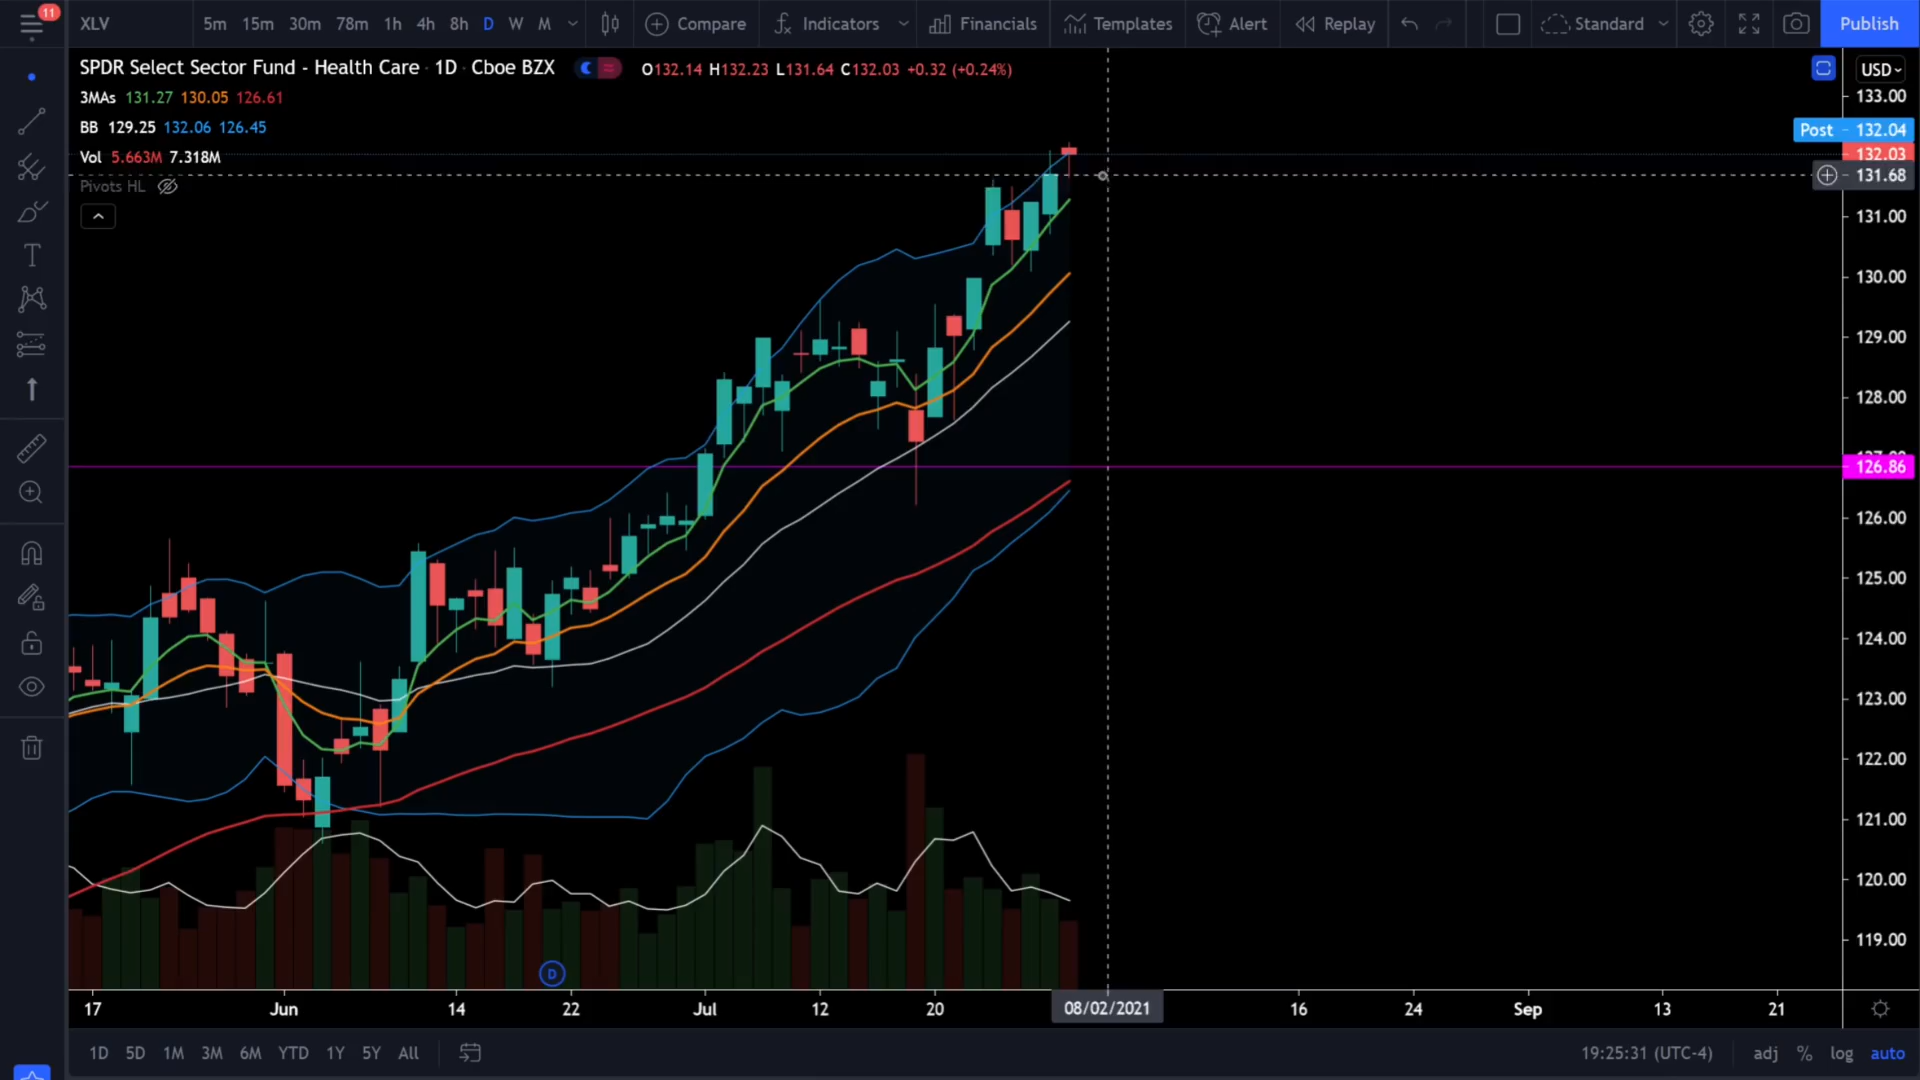 11
XLV 5m 15m 30m 78m 1h 4h 8h D W M Compare Indicators Financials Templates Alert Replay Standard Publish
SPDR Select Sector Fund - Health Care · 1D · Cboe BZX O132.14 H132.23 L131.64 C132.03 +0.32 (+0.24%)
USD
3MAs 131.27 130.05 126.61
133.00
BB 129.25 132.06 126.45
Post 132.04
Vol 5.663M 7.318M
132.03
131.68
Pivots HL
131.00
130.00
129.00
128.00
126.86
126.00
125.00
124.00
123.00
122.00
121.00
120.00
119.00
D
17 Jun 14 22 Jul 12 20 08/02/2021 16 24 Sep 13 21
1D 5D 1M 3M 6M YTD 1Y 5Y All 19:25:31 (UTC-4) adj % log auto